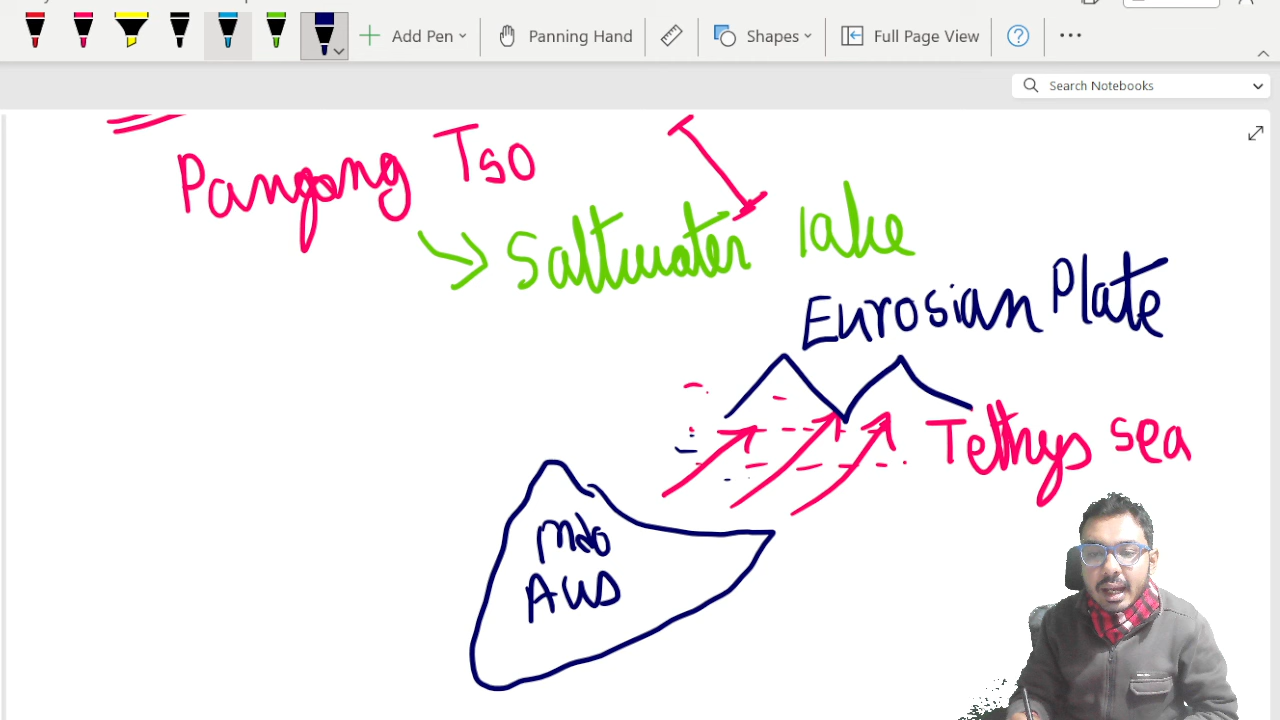 Add Pen
Panning Hand
Shapes
Full Page View
Search Notebooks
Pangong Tso
Saltwater lake
Eurosian Plate
Tethys sea
Indo
AUS